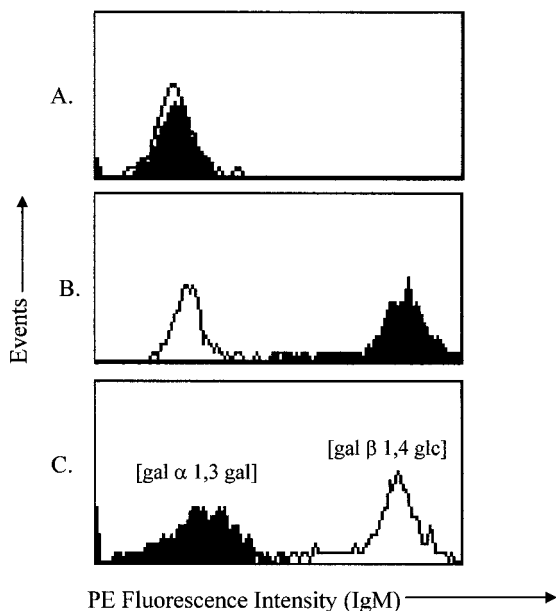 A.
B.
C.
Events
[gal α 1,3 gal]
[gal β 1,4 glc]
PE Fluorescence Intensity (IgM)